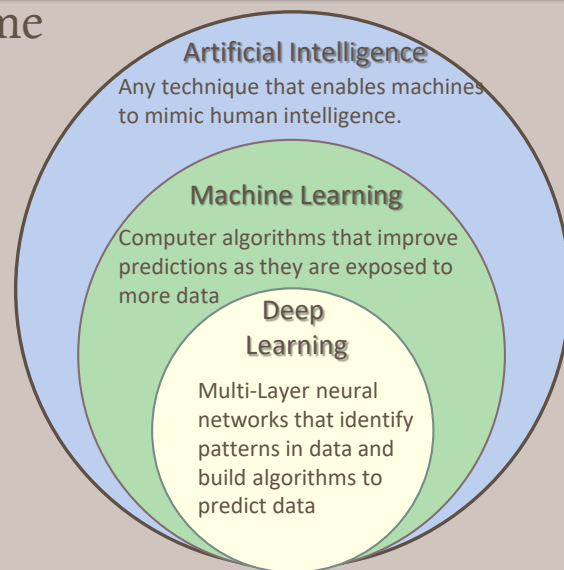 Artificial Intelligence
Any technique that enables machines
to mimic human intelligence.
Machine Learning
Computer algorithms that improve
predictions as they are exposed to
more data
Deep
Learning
Multi-Layer neural
networks that identify
patterns in data and
build algorithms to
predict data